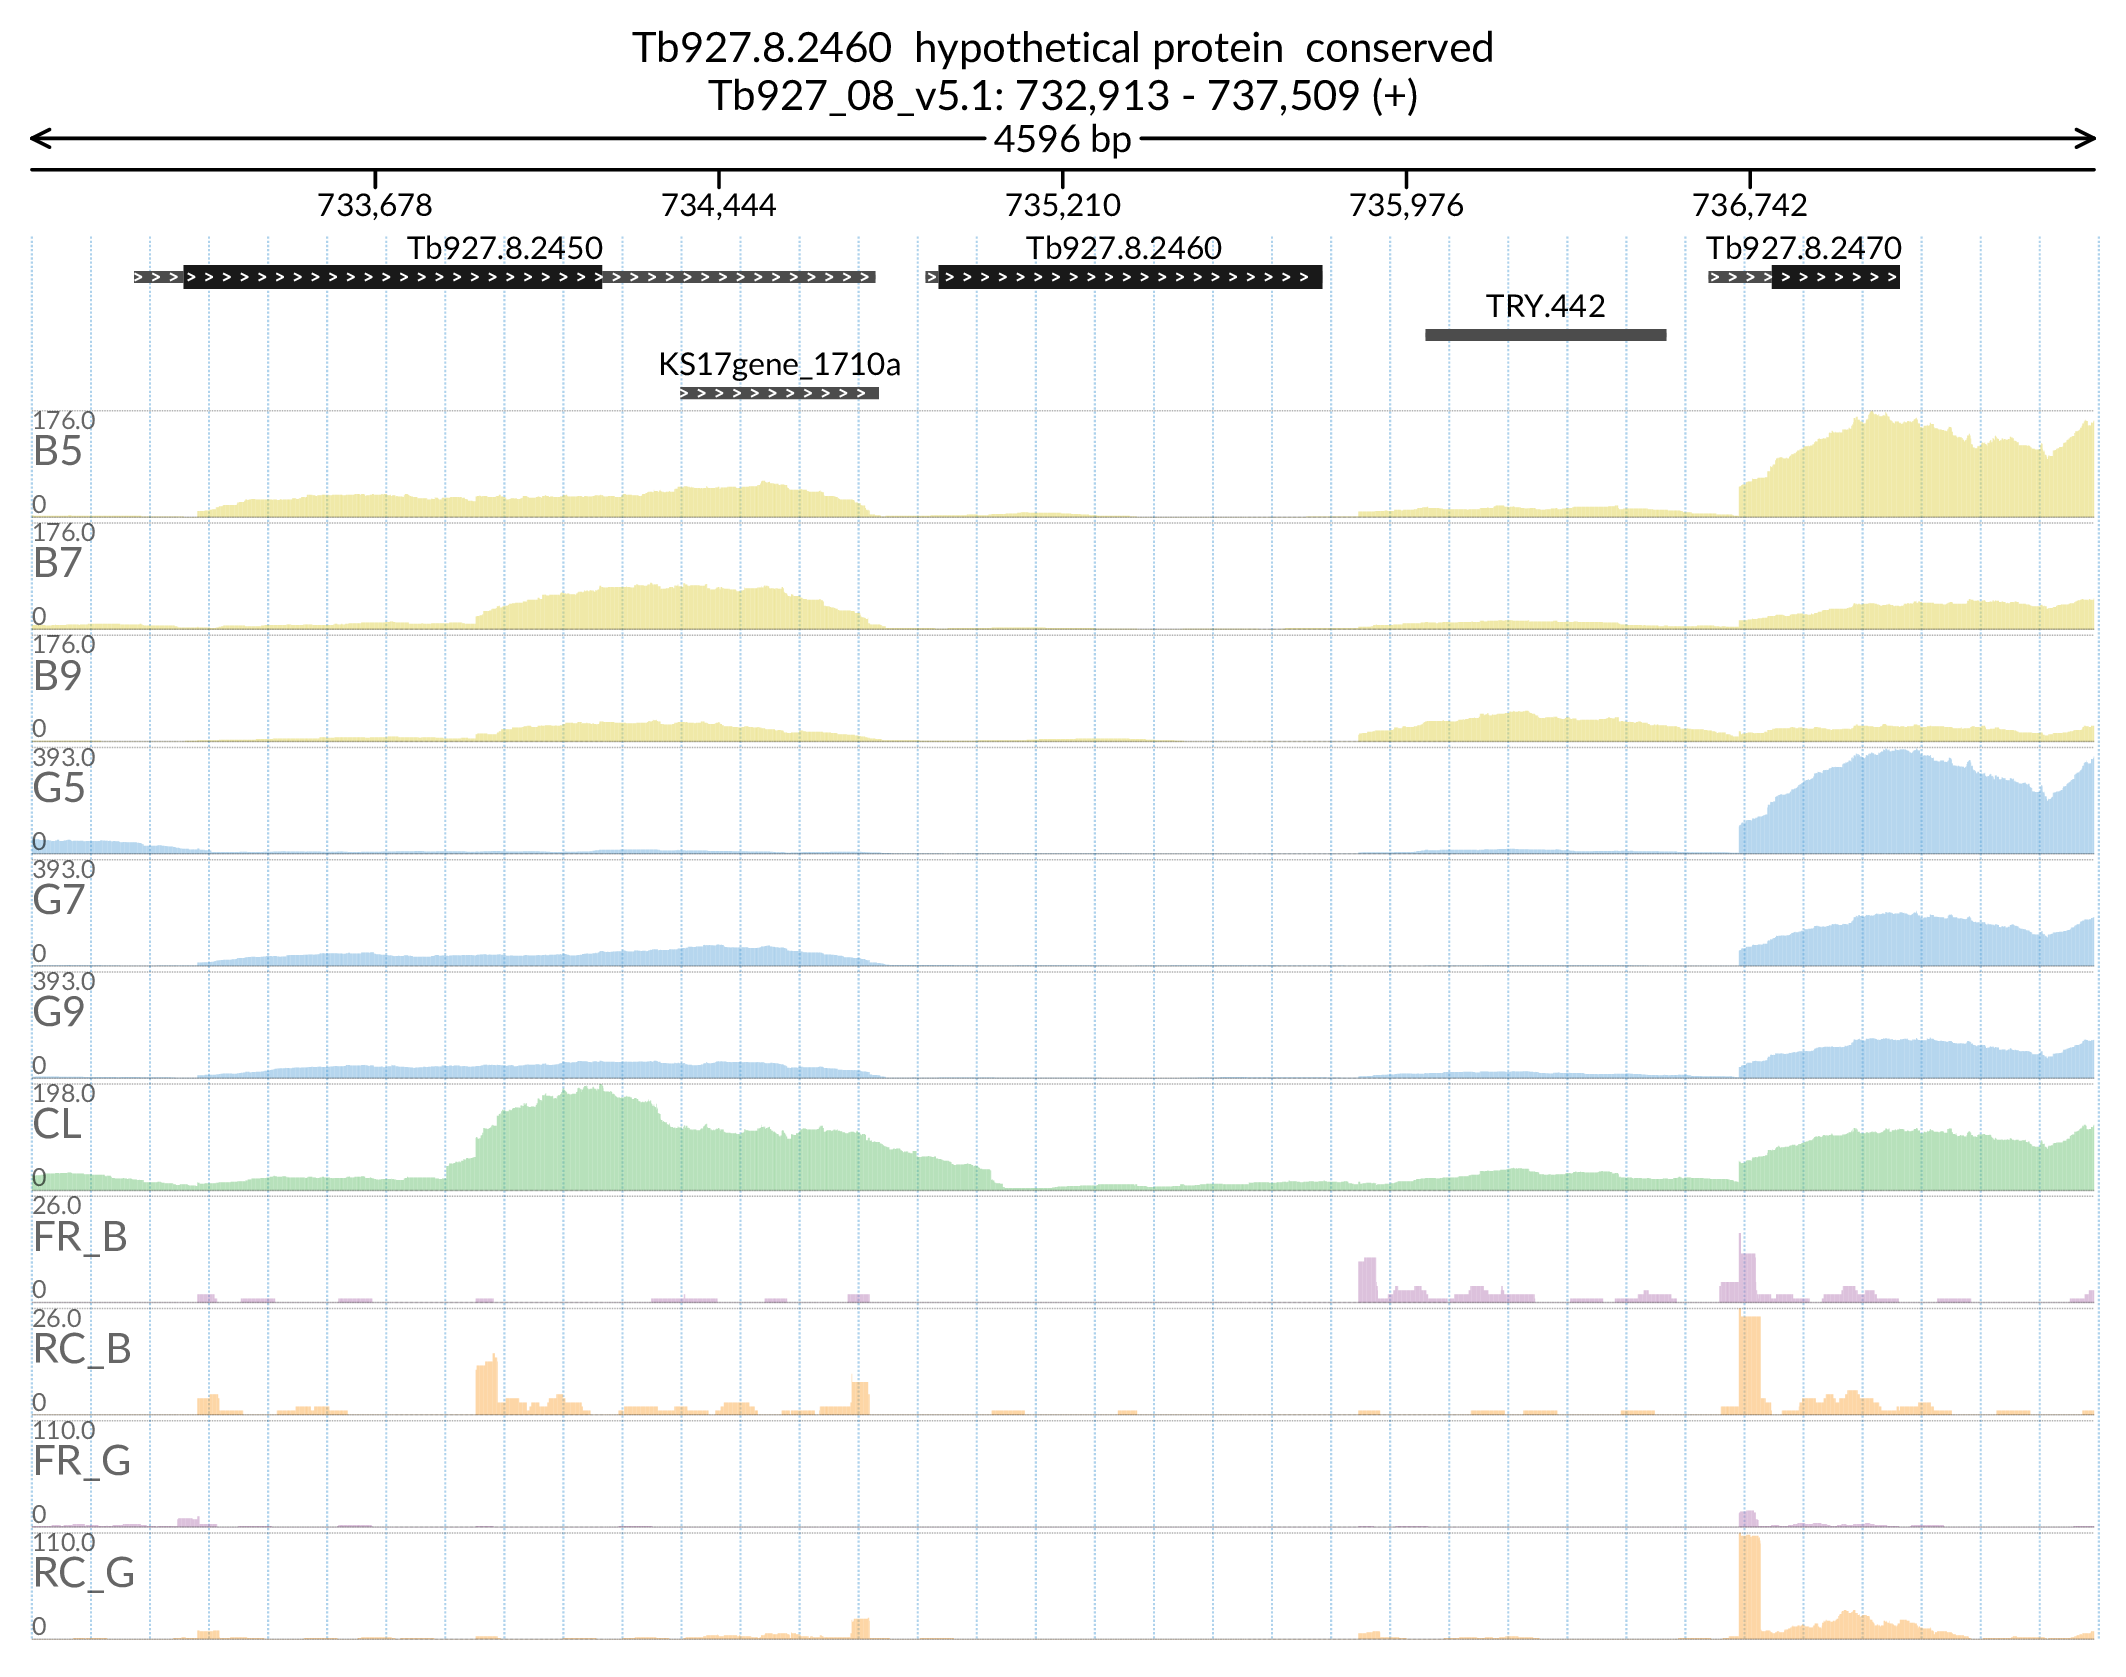 Tb927.8.2460  hypothetical protein  conserved
Tb927_08_v5.1: 732,913 - 737,509 (+)
4596 bp
733,678 734,444 735,210 735,976 736,742
Tb927.8.2450 Tb927.8.2460 Tb927.8.2470
TRY.442
KS17gene_1710a
176.0
B5
0
176.0
B7
0
176.0
B9
0
393.0
G5
0
393.0
G7
0
393.0
G9
0
198.0
CL
0
26.0
FR_B
0
26.0
RC_B
0
110.0
FR_G
0
110.0
RC_G
0